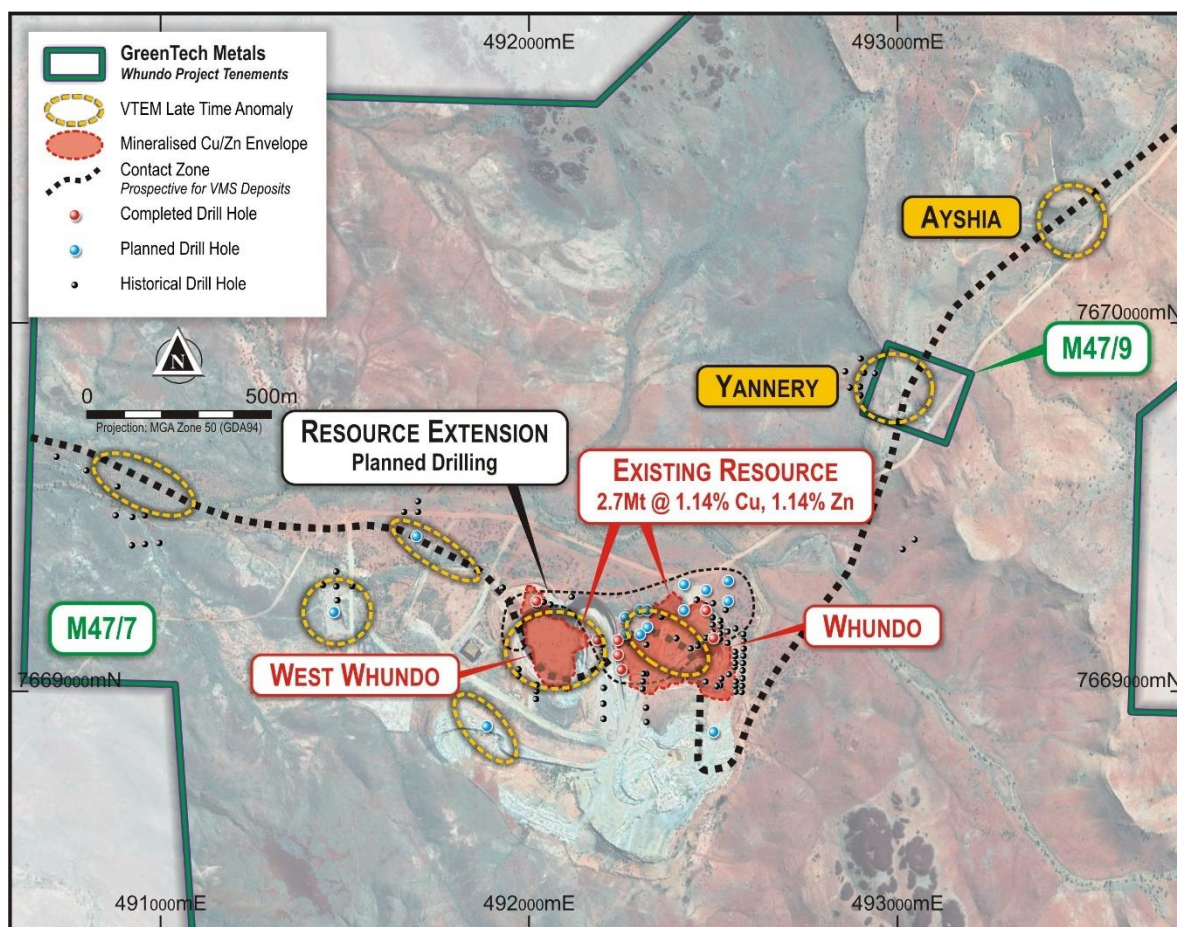 492000mE
493000mE
GreenTech Metals
Whundo Project Tenements
VTEM Late Time Anomaly
Mineralised Cu/Zn Envelope
Contact Zone
Prospective for VMS Deposits
Completed Drill Hole
Planned Drill Hole
Historical Drill Hole
N
0
500m
Projection: MGA Zone 50 (GDA94)
AYSHIA
7670000mN
M47/9
YANNERY
RESOURCE EXTENSION
Planned Drilling
EXISTING RESOURCE
2.7Mt @ 1.14% Cu, 1.14% Zn
M47/7
WHUNDO
WEST WHUNDO
7669000mN
7669000mN
491000mE
492000mE
493000mE